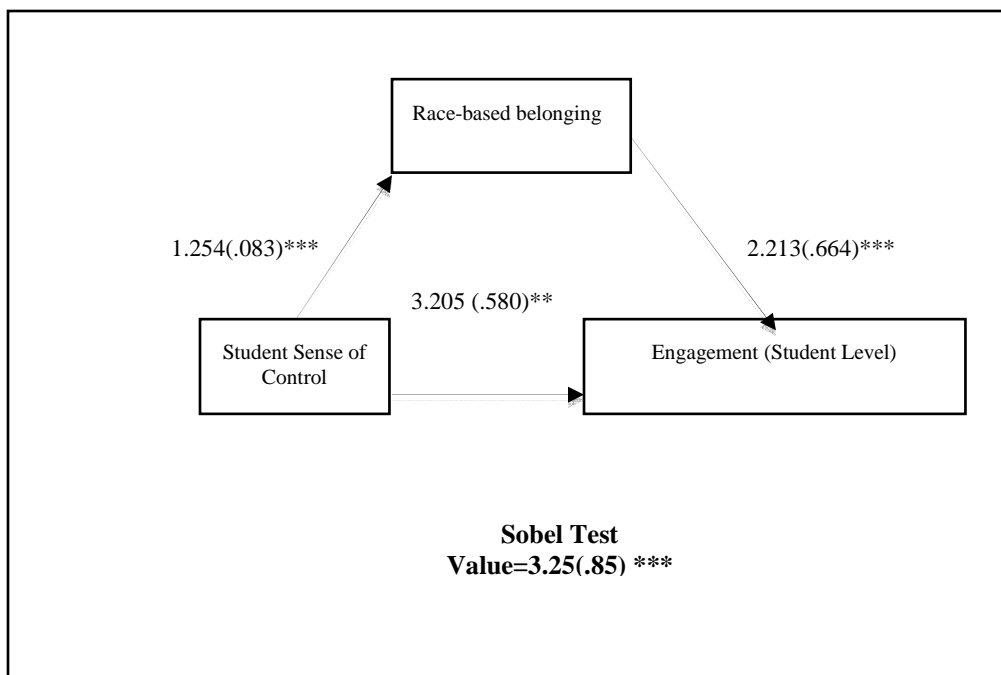 Race-based belonging
1.254(.083)***
2.213(.664)***
3.205 (.580)**
Student Sense of
Control
Engagement (Student Level)
Sobel Test
Value=3.25(.85) ***